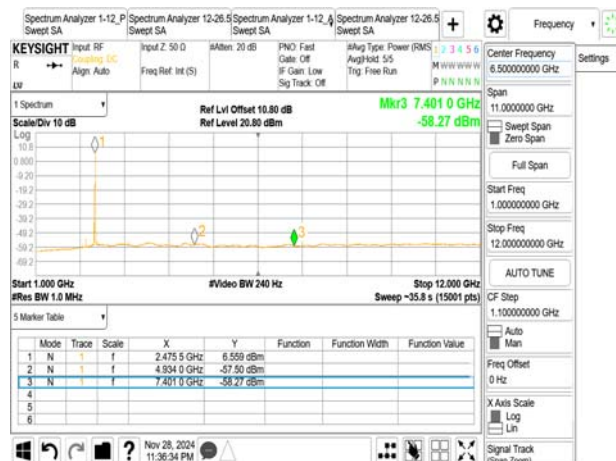 Spectrum Analyzer 1-12_P
Swept SA
Spectrum Analyzer 12-26.5
Swept SA
Spectrum Analyzer 1-12_A
Swept SA
Spectrum Analyzer 12-26.5
Swept SA
+
Frequency
Settings
KEYSIGHT
R
Input: RF
Coupling: DC
Align: Auto
Input Z: 50 Ω
Freq Ref: Int (S)
#Atten: 20 dB
PNO: Fast
Gate: Off
IF Gain: Low
Sig Track: Off
#Avg Type: Power (RMS
Avg|Hold: 5/5
Trig: Free Run
1 2 3 4 5 6
M W W W W W
P N N N N N
1 Spectrum
Scale/Div 10 dB
Log
Ref Lvl Offset 10.80 dB
Ref Level 20.80 dBm
Mkr3 7.401 0 GHz
-58.27 dBm
10.8
0.800
-9.20
-19.2
-29.2
-39.2
-49.2
-59.2
-69.2
1
2
3
Start 1.000 GHz
#Res BW 1.0 MHz
#Video BW 240 Hz
Stop 12.000 GHz
Sweep ~35.8 s (15001 pts)
5 Marker Table
Mode Trace Scale X Y Function Function Width Function Value
1 N 1 f 2.475 5 GHz 6.559 dBm
2 N 1 f 4.934 0 GHz -57.50 dBm
3 N 1 f 7.401 0 GHz -58.27 dBm
4
5
6
Nov 28, 2024
11:36:34 PM
Center Frequency
6.500000000 GHz
Span
11.0000000 GHz
Swept Span
Zero Span
Full Span
Start Freq
1.000000000 GHz
Stop Freq
12.000000000 GHz
AUTO TUNE
CF Step
1.100000000 GHz
Auto
Man
Freq Offset
0 Hz
X Axis Scale
Log
Lin
Signal Track
(Span Zoom)